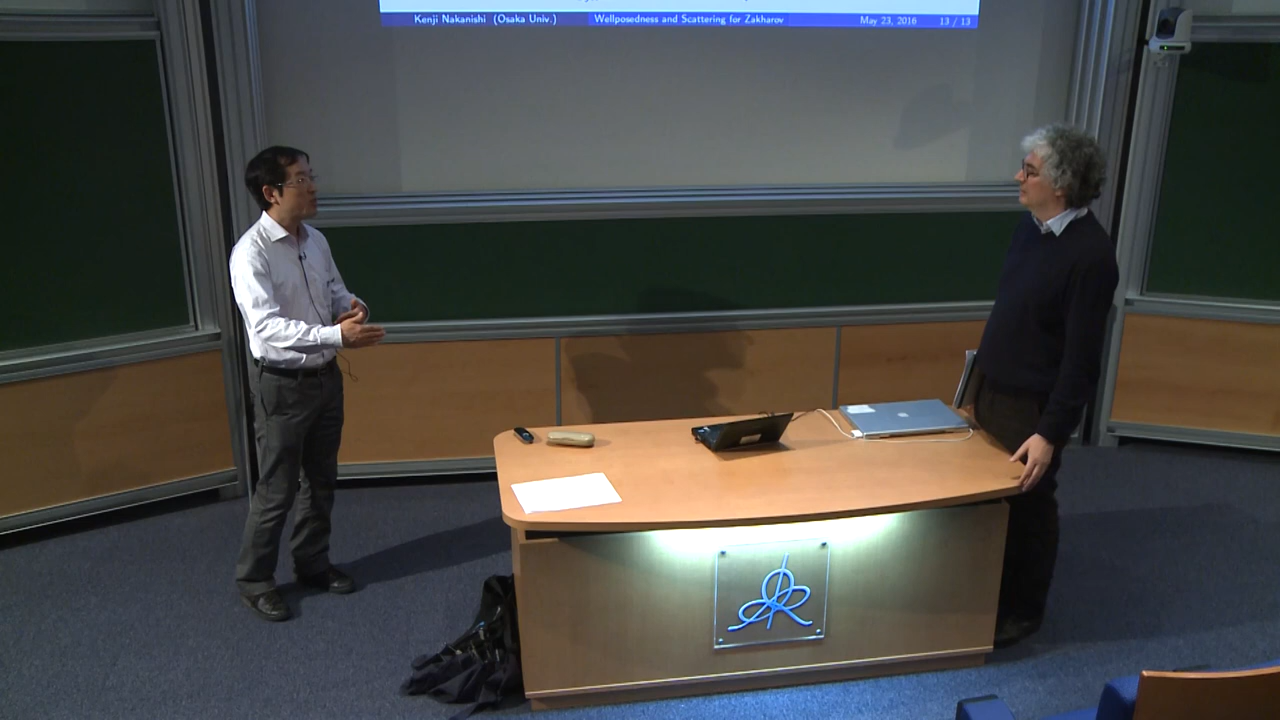 Kenji Nakanishi (Osaka Univ.) Wellposedness and Scattering for Zakharov May 23, 2016 13 / 13